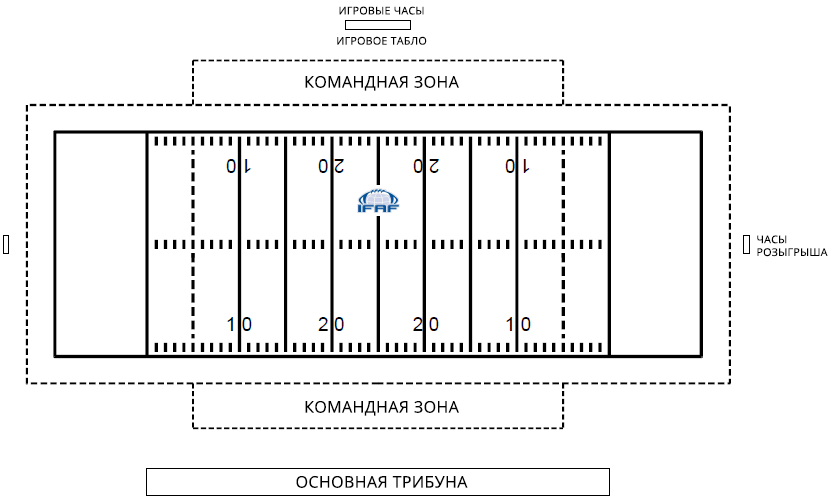 ИГРОВЫЕ ЧАСЫ
ИГРОВОЕ ТАБЛО
КОМАНДНАЯ ЗОНА
10 20 20 10
IFAF
ЧАСЫ
РОЗЫГРЫША
10 20 20 10
КОМАНДНАЯ ЗОНА
ОСНОВНАЯ ТРИБУНА